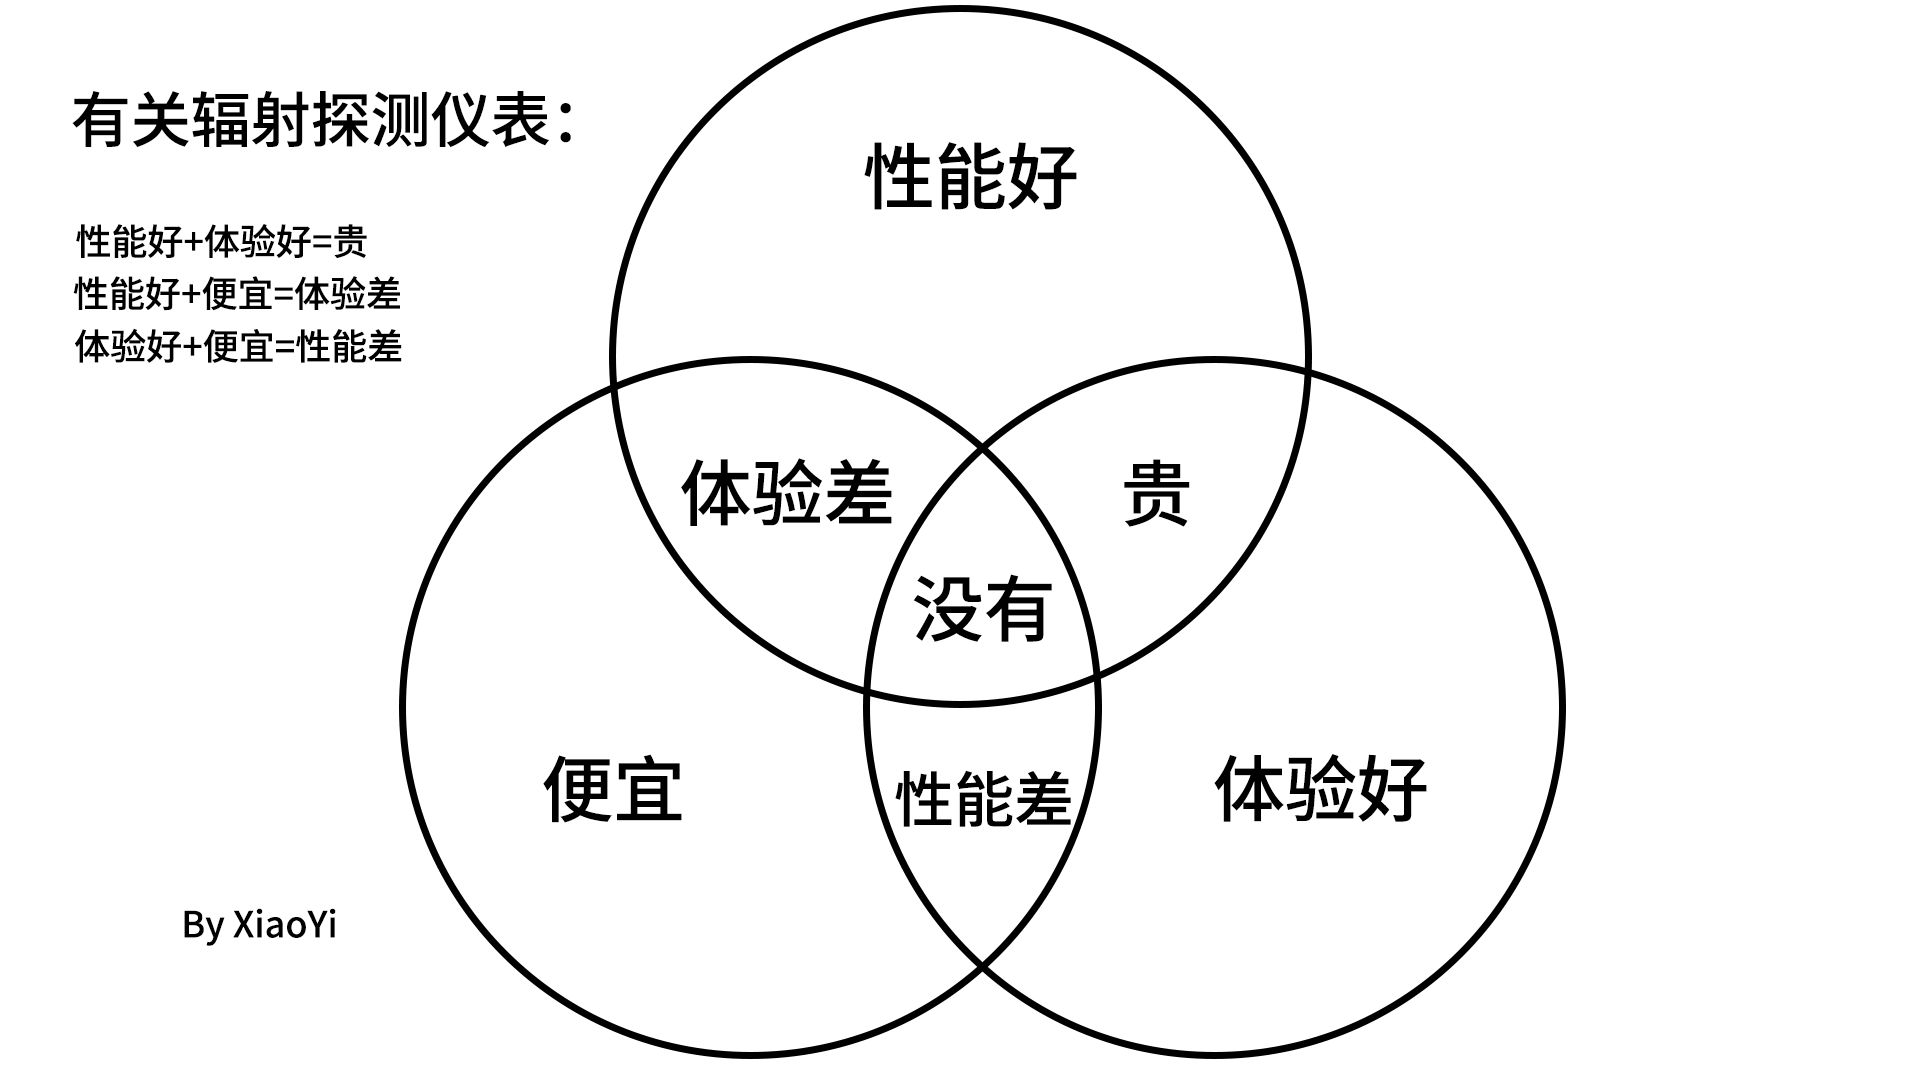 有关辐射探测仪表：
性能好+体验好=贵
性能好+便宜=体验差
体验好+便宜=性能差
性能好
体验差
贵
没有
便宜
性能差
体验好
By XiaoYi